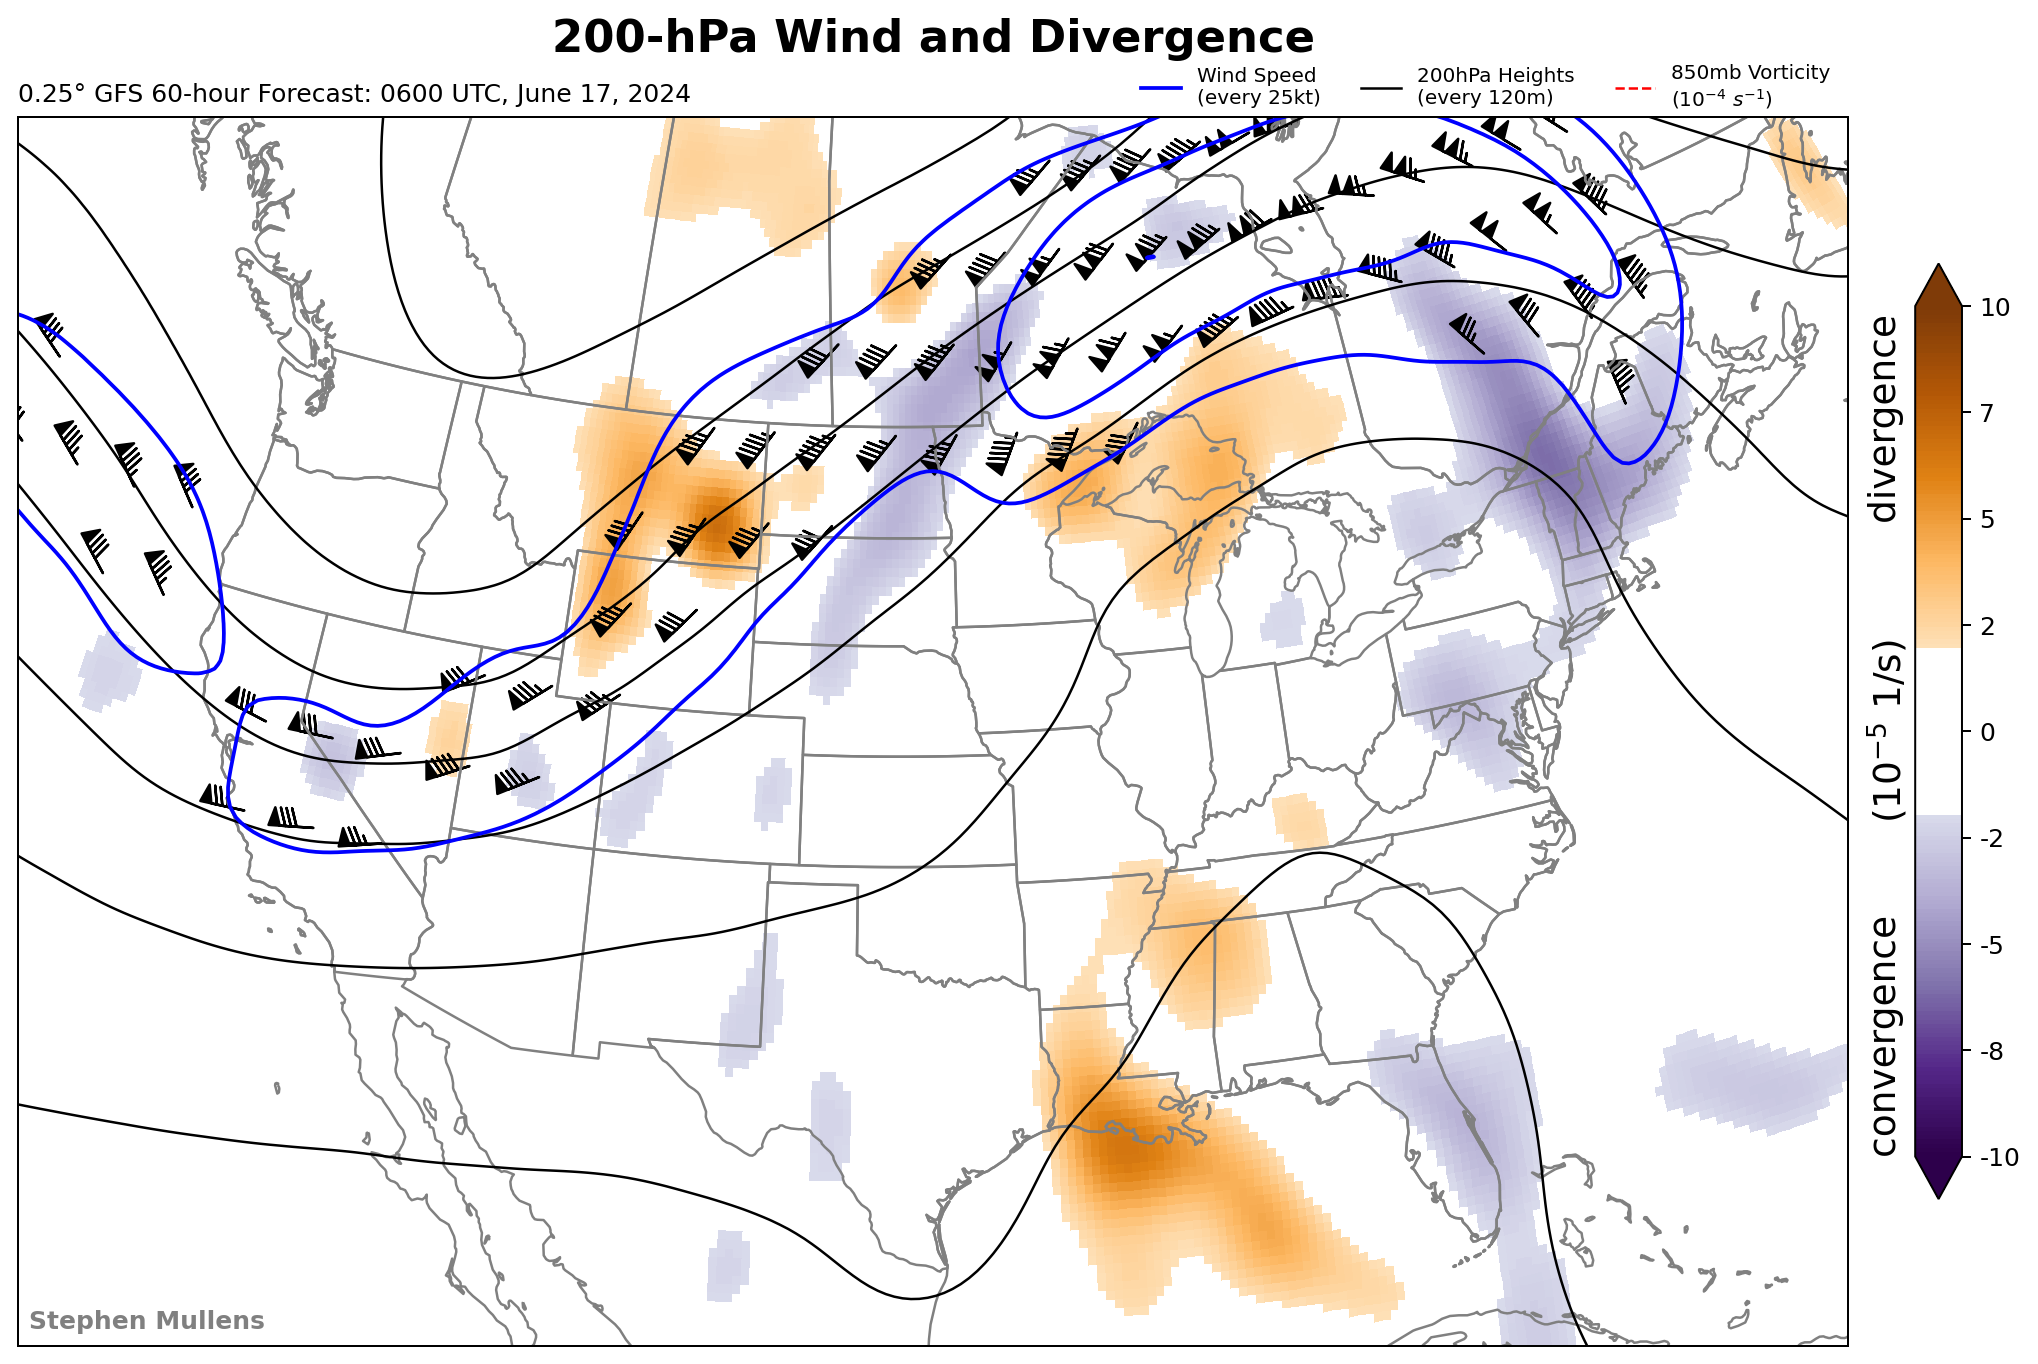 200-hPa Wind and Divergence
0.25° GFS 60-hour Forecast: 0600 UTC, June 17, 2024
Wind Speed
(every 25kt)
200hPa Heights
(every 120m)
850mb Vorticity
(10⁻⁴ s⁻¹)
10
7
5
2
0
-2
-5
-8
-10
convergence (10⁻⁵ 1/s) divergence
Stephen Mullens